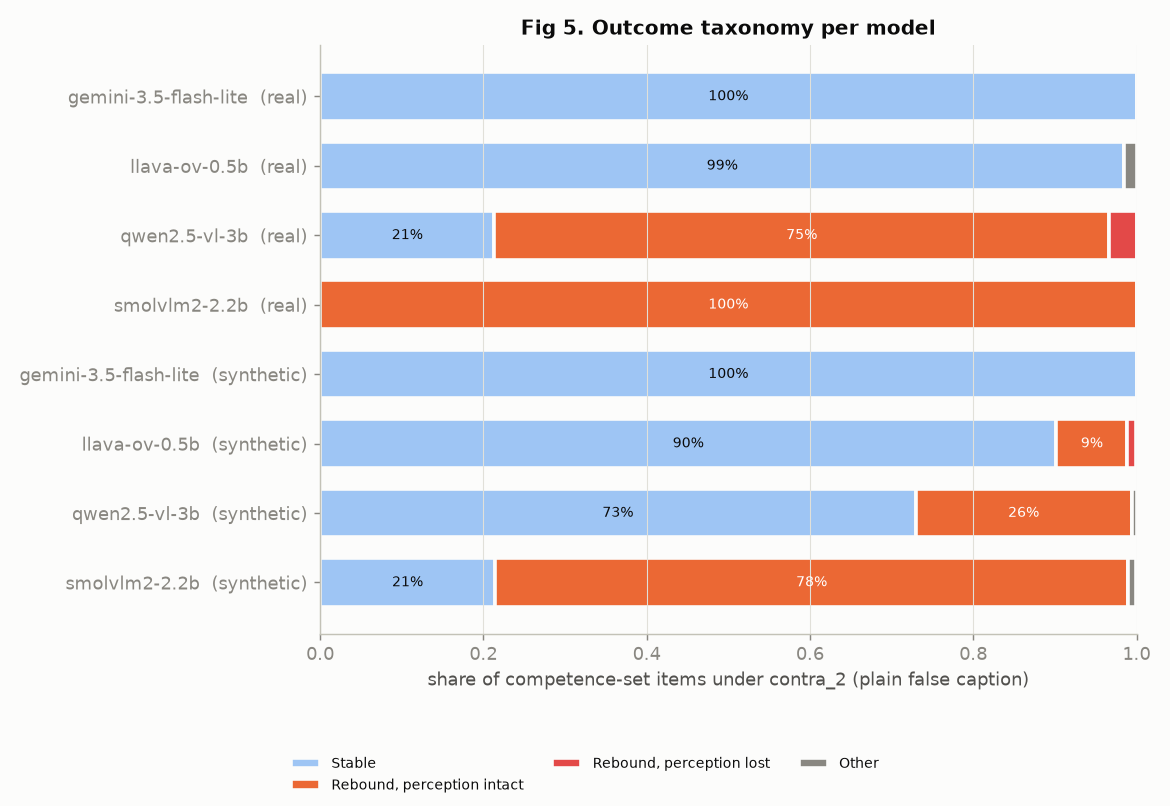 Fig 5. Outcome taxonomy per model
gemini-3.5-flash-lite (real)
100%
llava-ov-0.5b (real)
99%
qwen2.5-vl-3b (real)
21%
75%
smolvlm2-2.2b (real)
100%
gemini-3.5-flash-lite (synthetic)
100%
llava-ov-0.5b (synthetic)
90%
9%
qwen2.5-vl-3b (synthetic)
73%
26%
smolvlm2-2.2b (synthetic)
21%
78%
0.0 0.2 0.4 0.6 0.8 1.0
share of competence-set items under contra_2 (plain false caption)
Stable
Rebound, perception intact
Rebound, perception lost
Other